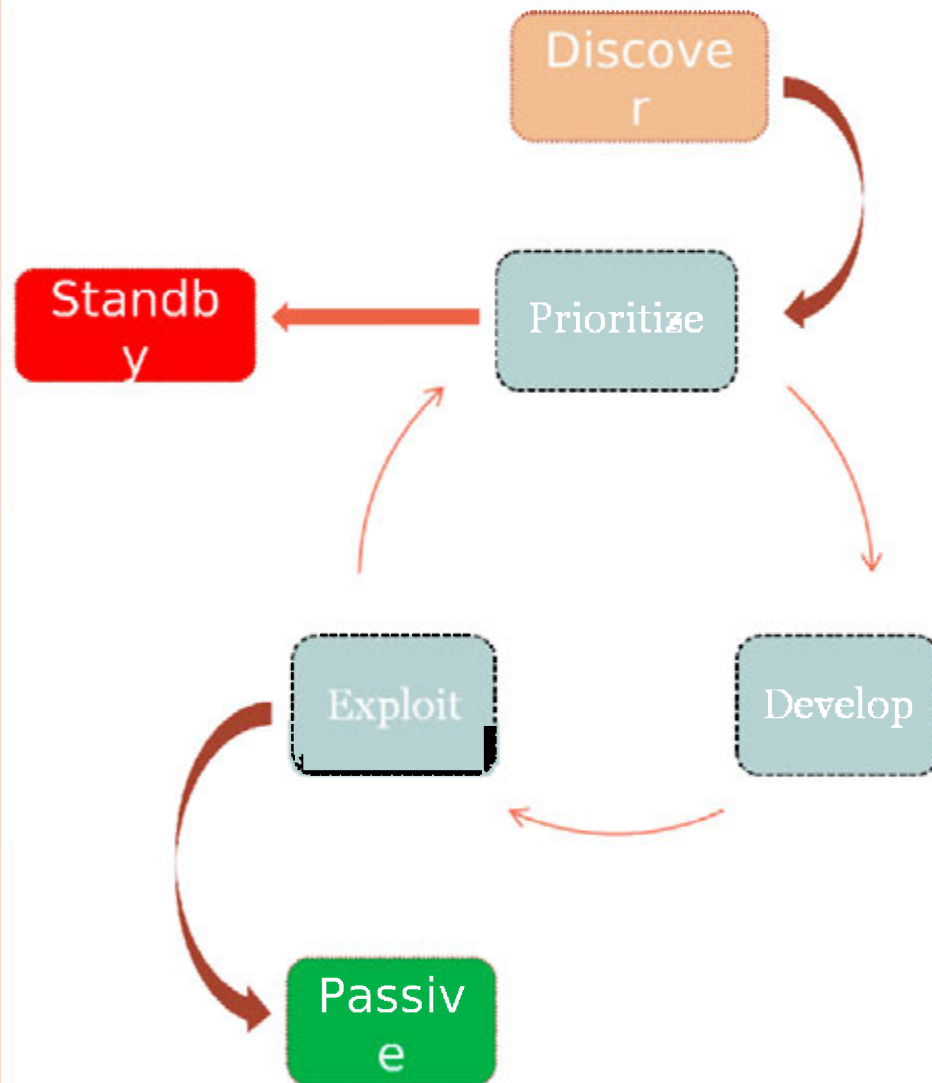 Discove
r
Standb
y
Prioritize
Exploit
Develop
Passiv
e